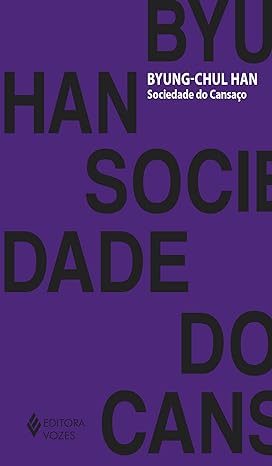 BYU
BYUNG-CHUL HAN
Sociedade do Cansaço
HAN
SOCIE
DADE
DO
EDITORA
VOZES
CANS